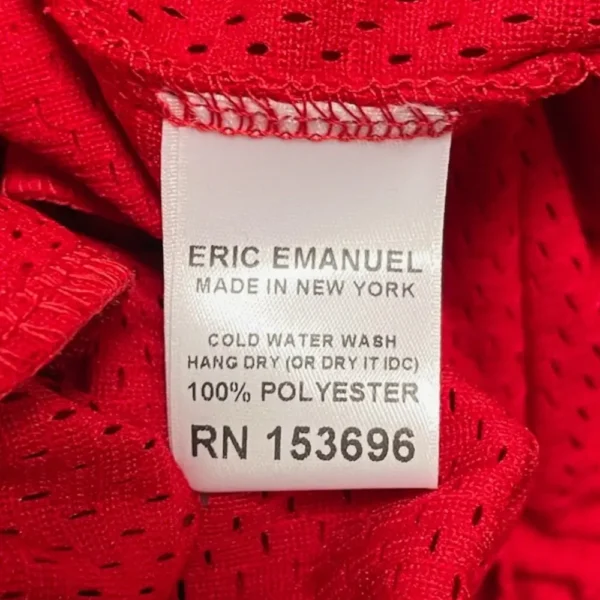 ERIC EMANUEL
MADE IN NEW YORK
COLD WATER WASH
HANG DRY (OR DRY IT IDC)
100% POLYESTER
RN 153696